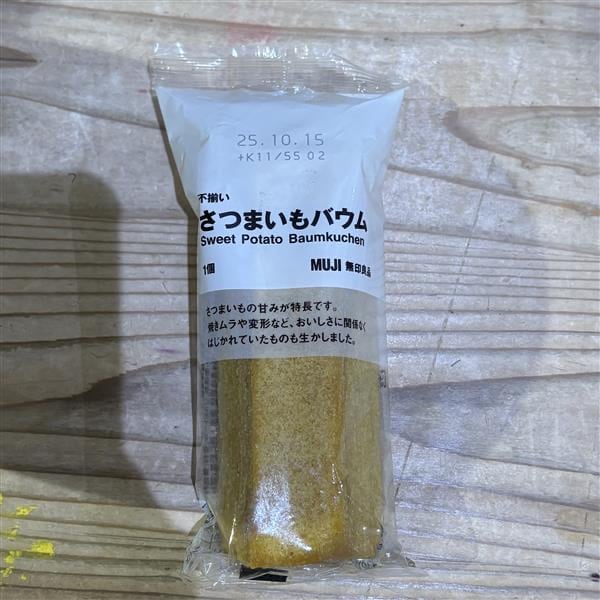 25.10.15
+K11/55 02
不揃い
さつまいもバウム
Sweet Potato Baumkuchen
1個
MUJI 無印良品
さつまいもの甘みが特長です。
焼きムラや変形など、おいしさに関係なく
はじかれていたものも生かしました。